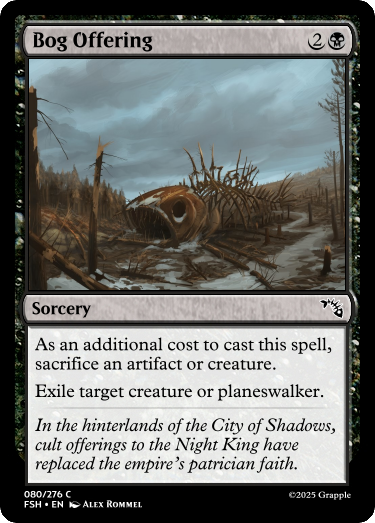 Bog Offering 2
Sorcery
As an additional cost to cast this spell,
sacrifice an artifact or creature.
Exile target creature or planeswalker.
In the hinterlands of the City of Shadows,
cult offerings to the Night King have
replaced the empire's patrician faith.
080/276 C
FSH • EN Alex Rommel
©2025 Grapple